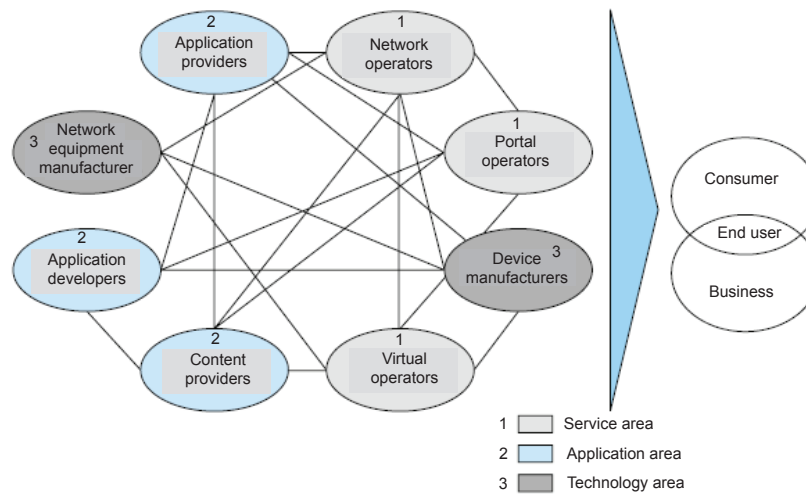 2
Application
providers
1
Network
operators
3 Network
equipment
manufacturer
1
Portal
operators
2
Application
developers
Device 3
manufacturers
2
Content
providers
1
Virtual
operators
Consumer
End user
Business
1 Service area
2 Application area
3 Technology area